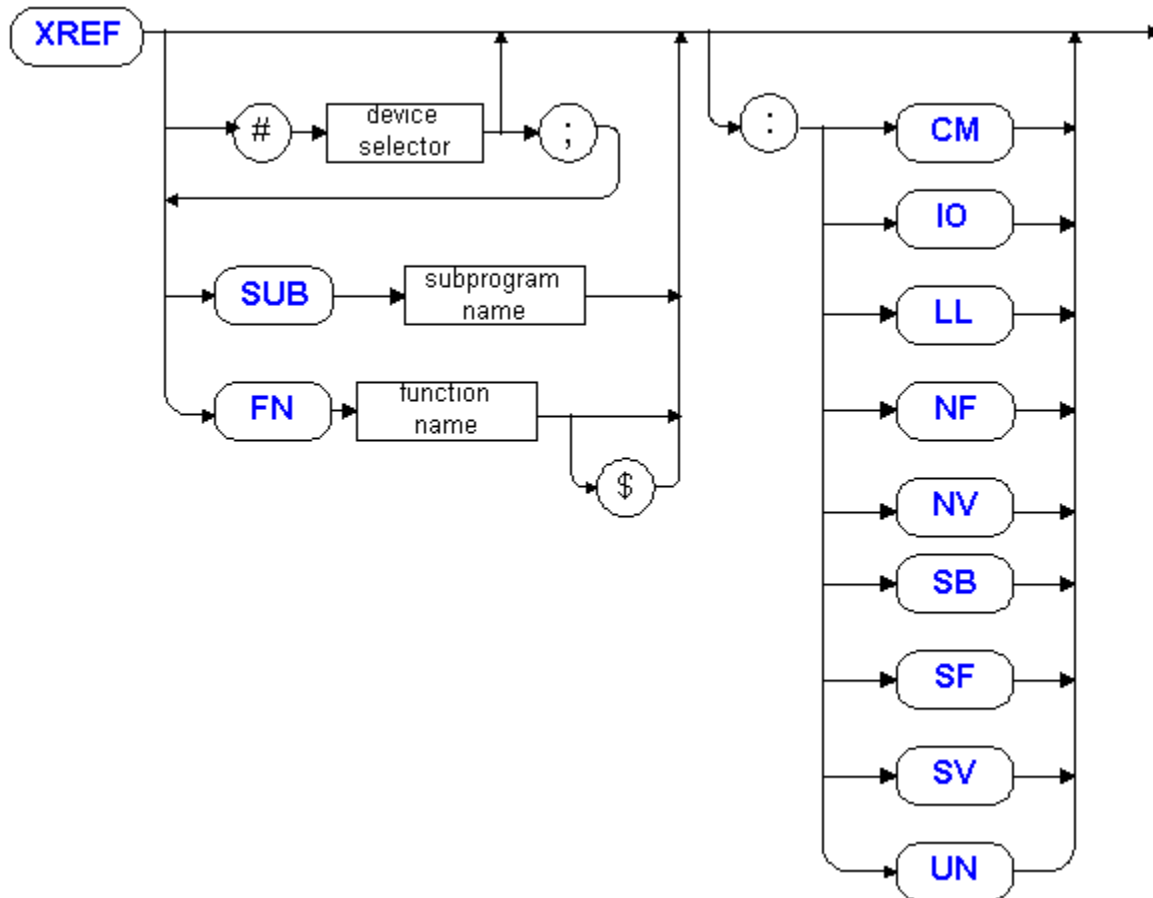 XREF
# device selector ;
:
CM
IO
SUB subprogram name
LL
FN function name
NF
$
NV
SB
SF
SV
UN